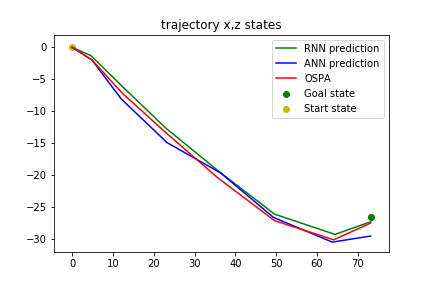 trajectory x,z states
RNN prediction
ANN prediction
OSPA
Goal state
Start state
0
−5
−10
−15
−20
−25
−30
0 10 20 30 40 50 60 70